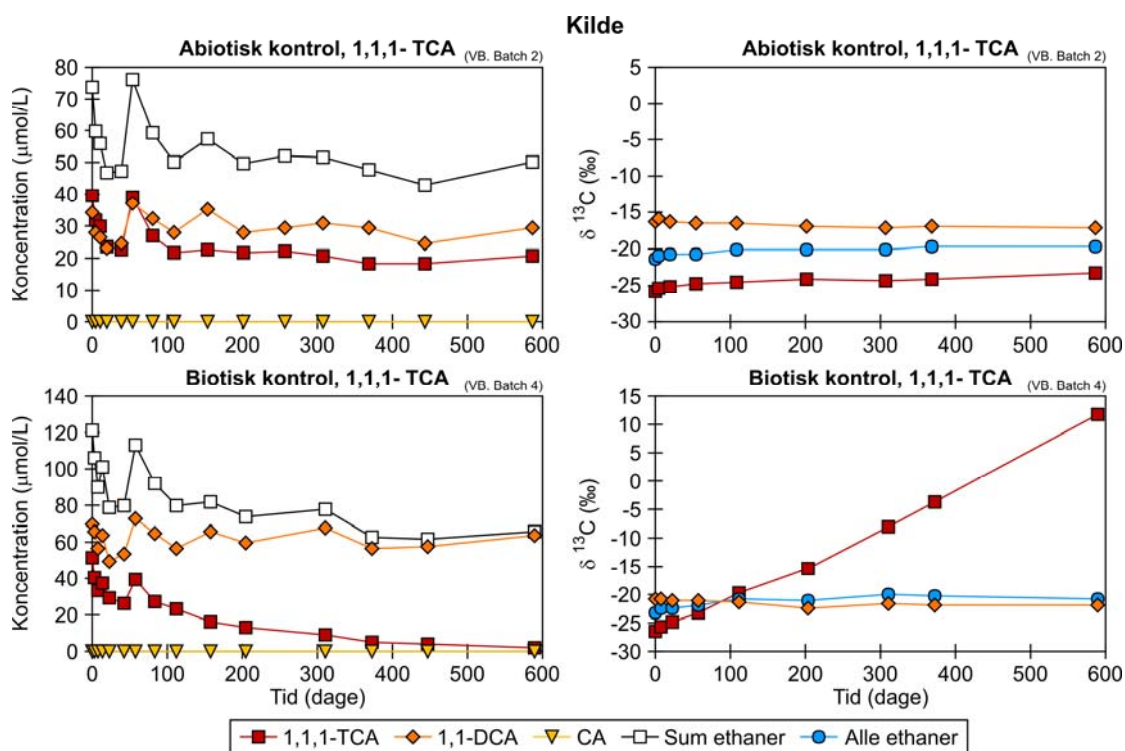 Kilde
Abiotisk kontrol, 1,1,1- TCA (VB. Batch 2)
Koncentration (µmol/L)
80
70
60
50
40
30
20
10
0
0 100 200 300 400 500 600
Abiotisk kontrol, 1,1,1- TCA (VB. Batch 2)
δ 13C (‰)
5
0
-5
-10
-15
-20
-25
-30
0 100 200 300 400 500 600
Biotisk kontrol, 1,1,1- TCA (VB. Batch 4)
Koncentration (µmol/L)
140
120
100
80
60
40
20
0
0 100 200 300 400 500 600
Tid (dage)
Biotisk kontrol, 1,1,1- TCA (VB. Batch 4)
δ 13C (‰)
15
10
5
0
-5
-10
-15
-20
-25
-30
0 100 200 300 400 500 600
Tid (dage)
1,1,1-TCA 1,1-DCA CA Sum ethaner Alle ethaner